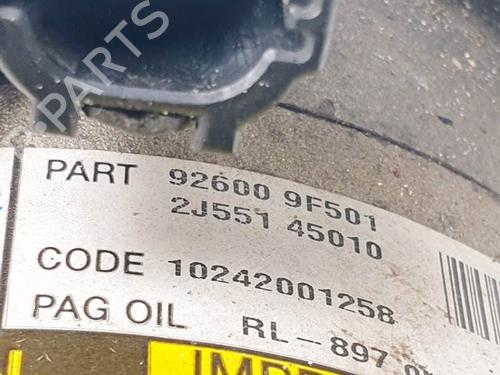 PARTS
PART 92600 9F501
2J551 45010
CODE 10242001258
PAG OIL RL-897